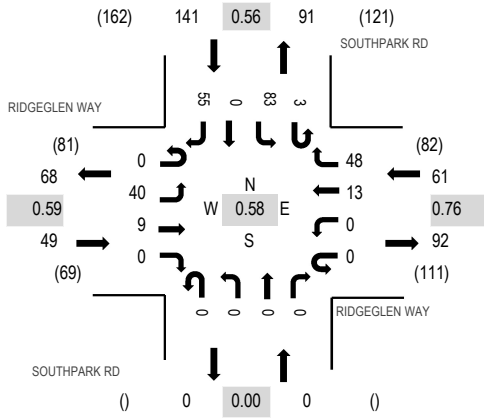 (162) 141 0.56 91 (121)
SOUTHPARK RD
55 0 83 3
RIDGEGLEN WAY
(81) (82)
68 0 48 61
40 13
0.59 N 0.76
W 0.58 E
S
49 9 0 92
0 0
(69) (111)
0 0 0 0
RIDGEGLEN WAY
SOUTHPARK RD
() 0 0.00 0 ()